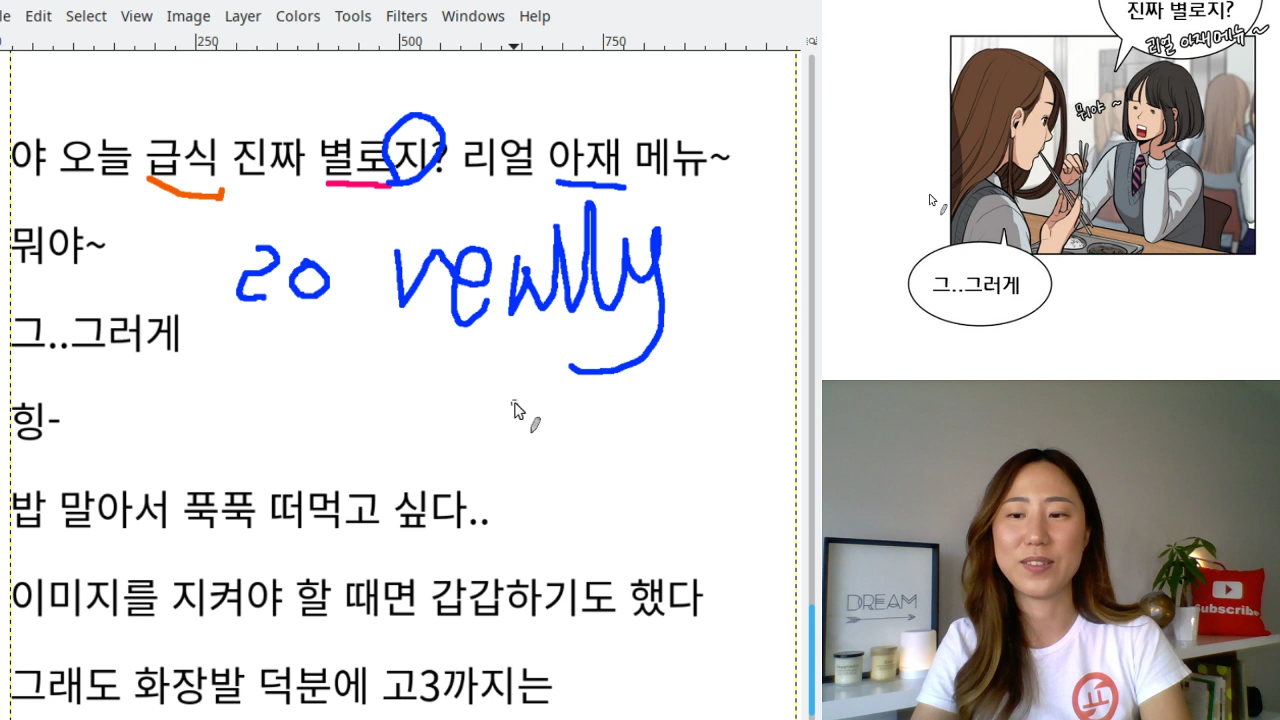 Edit Select View Image Layer Colors Tools Filters Windows Help
250 500 750
야 오늘 급식 진짜 별로지? 리얼 아재 메뉴~
뭐야~
so really
그..그러게
힝-
밥 말아서 푹푹 떠먹고 싶다..
이미지를 지켜야 할 때면 갑갑하기도 했다
그래도 화장발 덕분에 고3까지는
진짜 별로지?
리얼 아재 메뉴~
뭐야~
그..그러게
DREAM
Subscribe